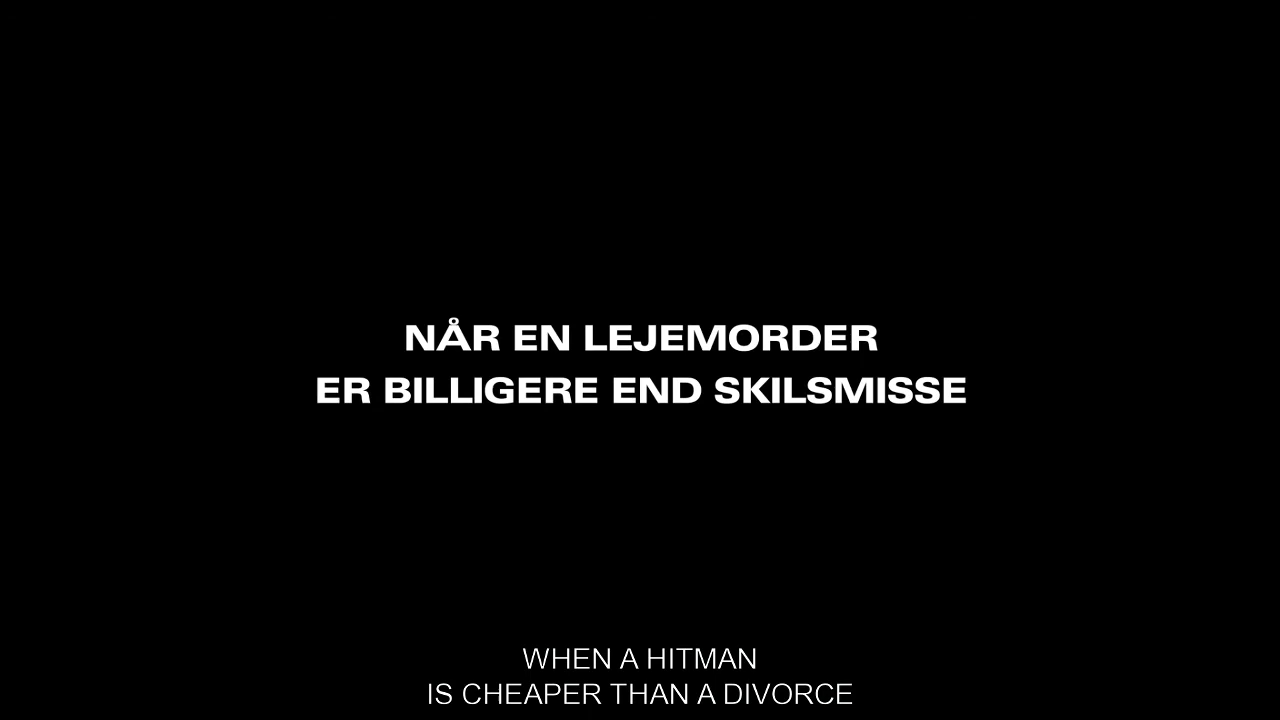 NÅR EN LEJEMORDER
ER BILLIGERE END SKILSMISSE
WHEN A HITMAN
IS CHEAPER THAN A DIVORCE